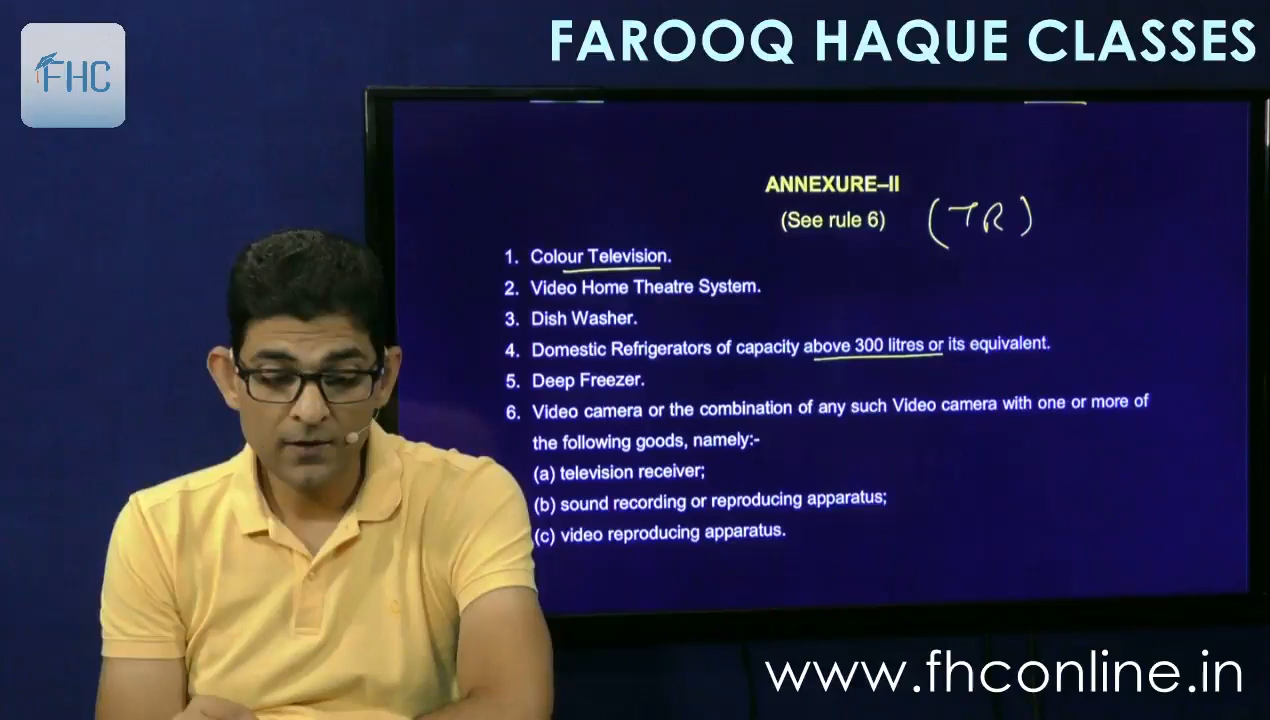 FHC
FAROOQ HAQUE CLASSES
ANNEXURE–II
(See rule 6) (TR)
1. Colour Television.
2. Video Home Theatre System.
3. Dish Washer.
4. Domestic Refrigerators of capacity above 300 litres or its equivalent.
5. Deep Freezer.
6. Video camera or the combination of any such Video camera with one or more of
the following goods, namely:-
(a) television receiver;
(b) sound recording or reproducing apparatus;
(c) video reproducing apparatus.
www.fhconline.in